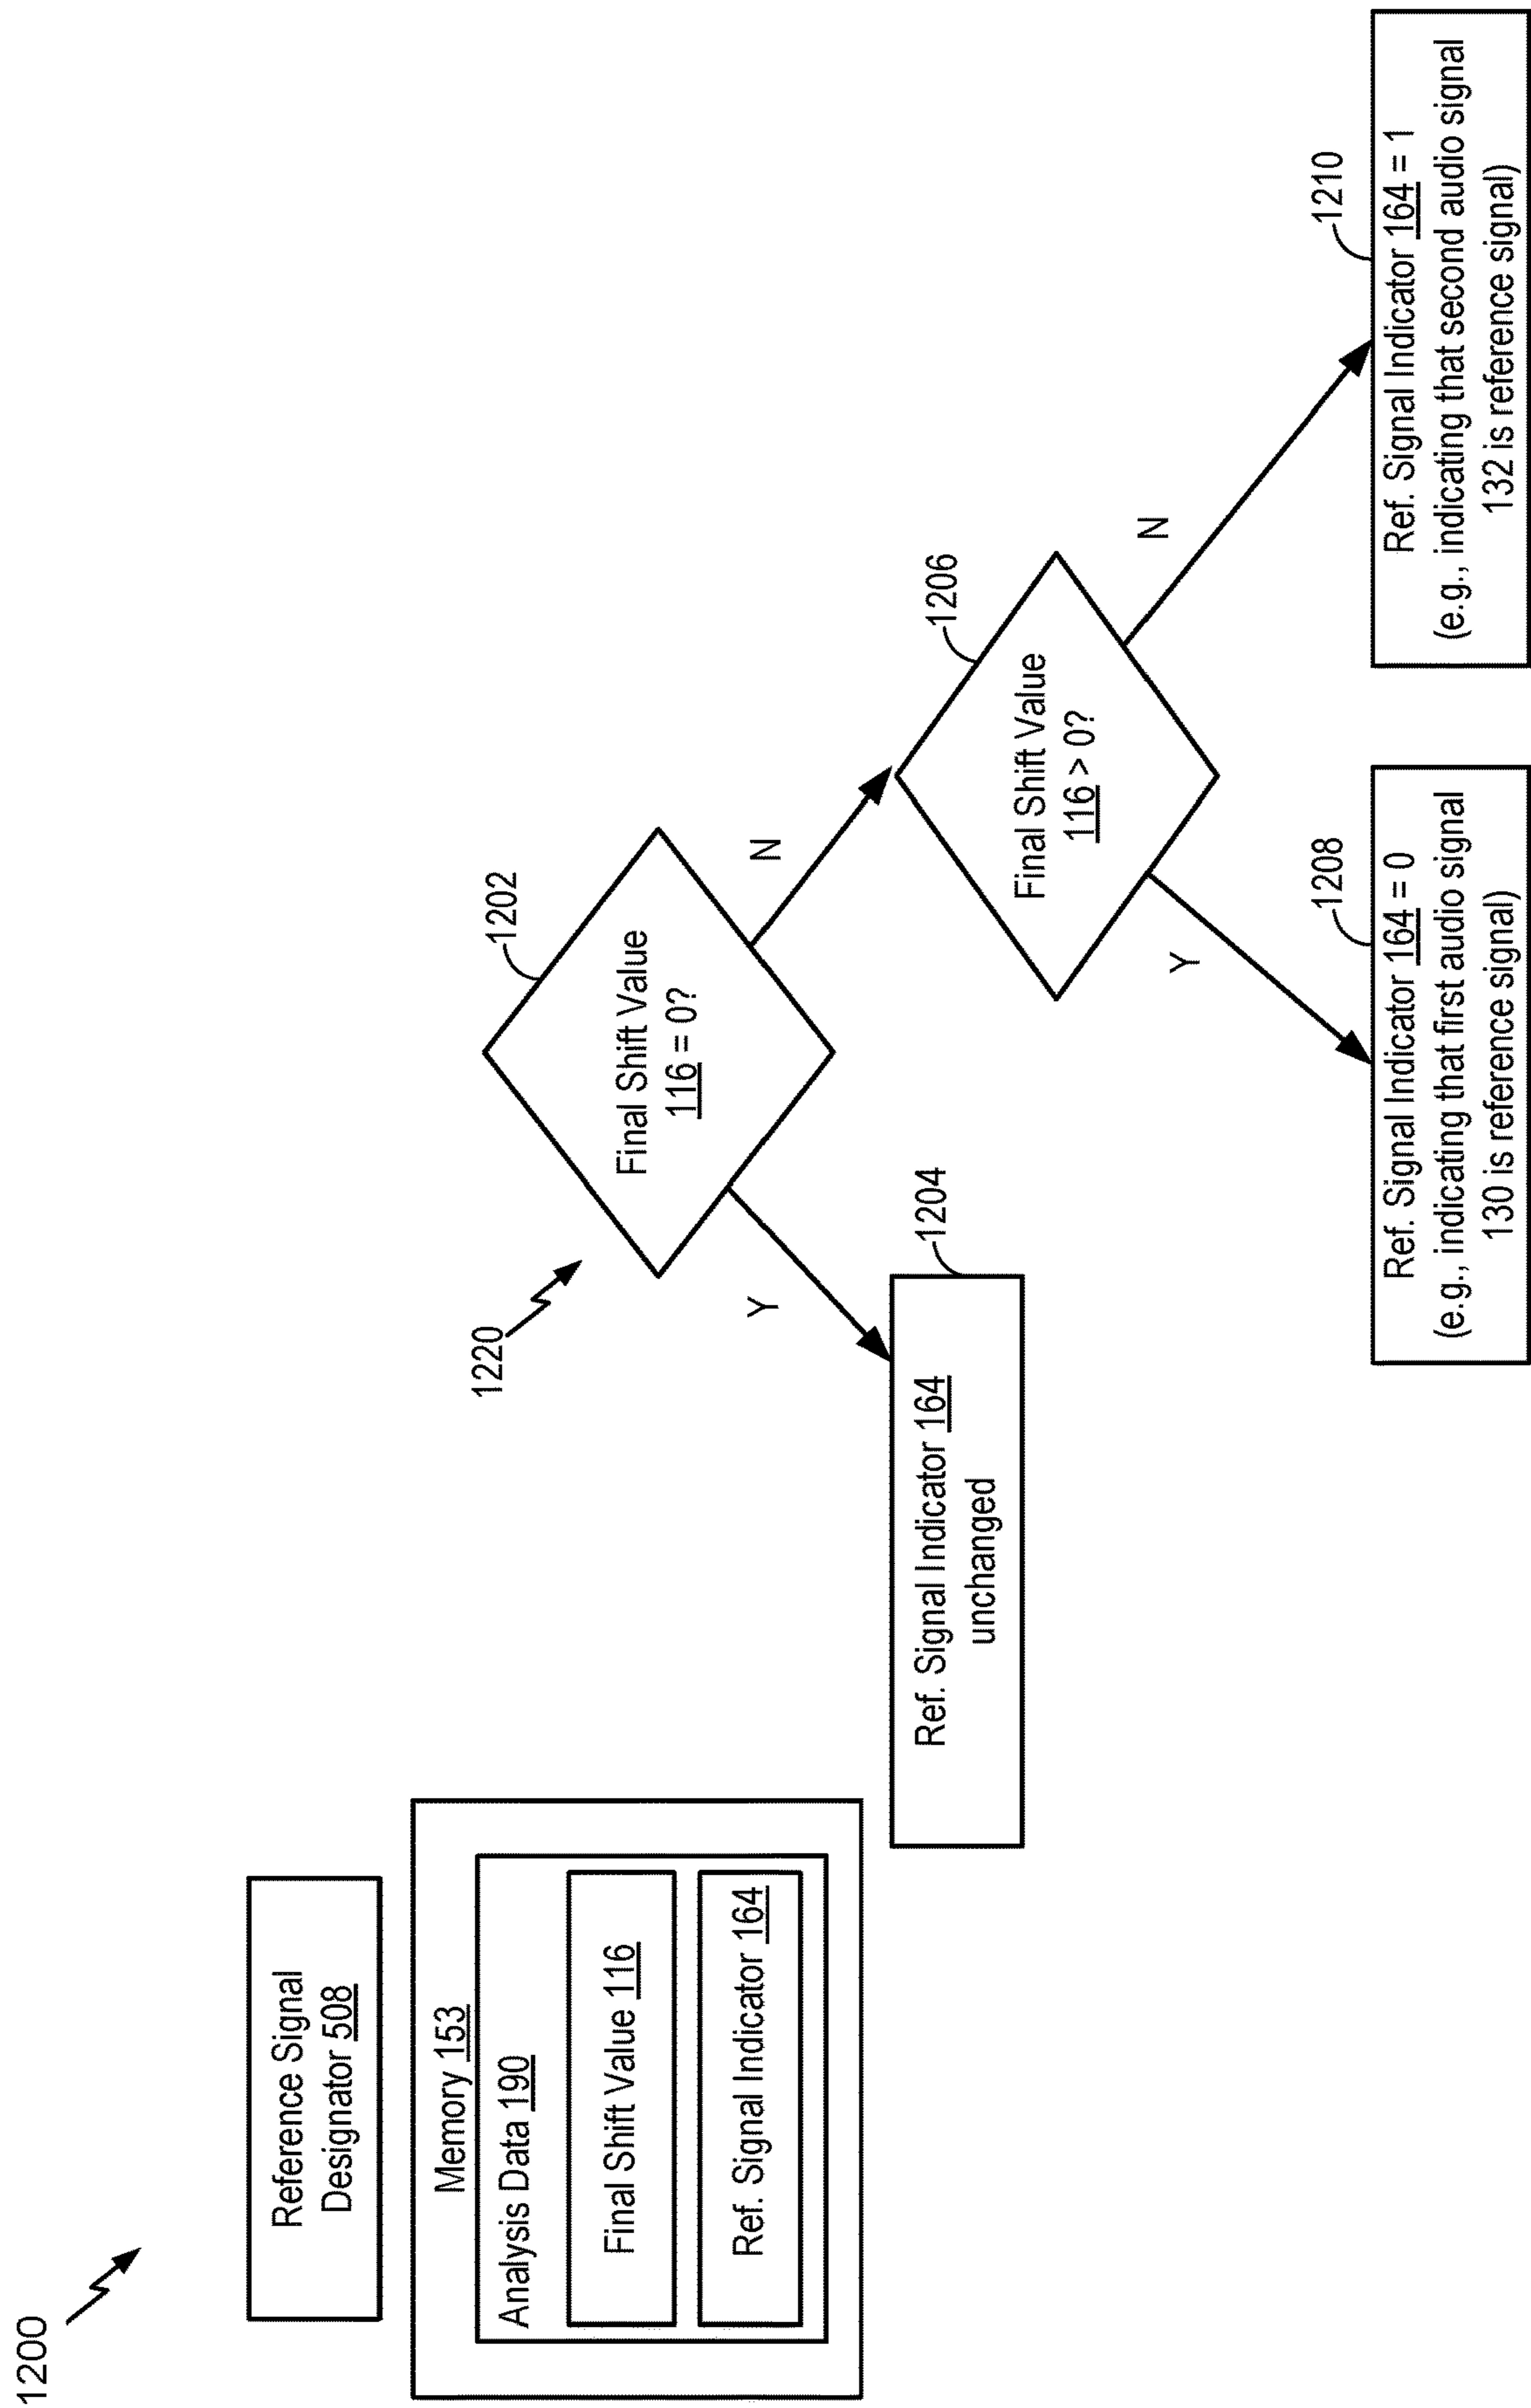 1200
Reference Signal
Designator 508
Memory 153
Analysis Data 190
Final Shift Value 116
Ref. Signal Indicator 164
1220
1202
Final Shift Value
116 = 0?
Y
N
1204
Ref. Signal Indicator 164
unchanged
1206
Final Shift Value
116 > 0?
Y
N
1208
Ref. Signal Indicator 164 = 0
(e.g., indicating that first audio signal
130 is reference signal)
1210
Ref. Signal Indicator 164 = 1
(e.g., indicating that second audio signal
132 is reference signal)